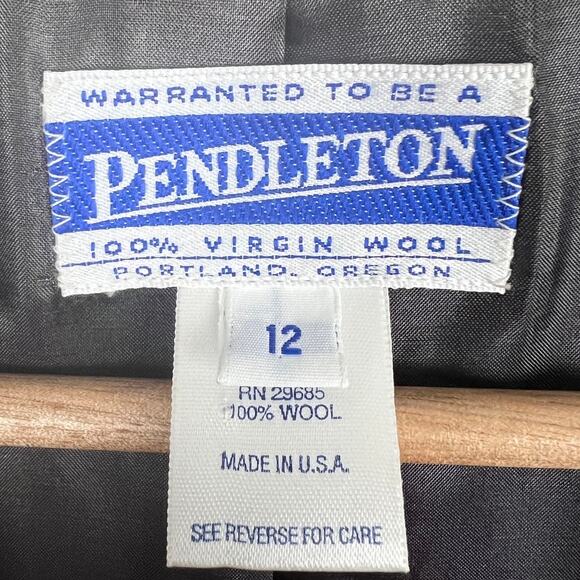 WARRANTED TO BE A
PENDLETON
100% VIRGIN WOOL
PORTLAND, OREGON
12
RN 29685
100% WOOL
MADE IN U.S.A.
SEE REVERSE FOR CARE